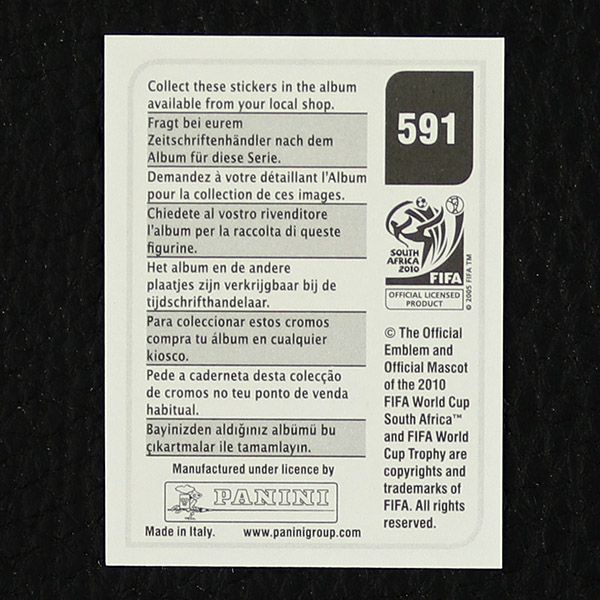 Collect these stickers in the album
available from your local shop.
Fragt bei eurem
Zeitschriftenhändler nach dem
Album für diese Serie.
Demandez à votre détaillant l'Album
pour la collection de ces images.
Chiedete al vostro rivenditore
l'album per la raccolta di queste
figurine.
Het album en de andere
plaatjes zijn verkrijgbaar bij de
tijdschrifthandelaar.
Para coleccionar estos cromos
compra tu álbum en cualquier
kiosco.
Pede a caderneta desta colecção
de cromos no teu ponto de venda
habitual.
Bayinizden aldığınız albümü bu
çıkartmalar ile tamamlayın.
Manufactured under licence by
PANINI
Made in Italy. www.paninigroup.com
591
SOUTH
AFRICA
2010
FIFA
OFFICIAL LICENSED
PRODUCT
© 2005 FIFA TM
© The Official
Emblem and
Official Mascot
of the 2010
FIFA World Cup
South Africa™
and FIFA World
Cup Trophy are
copyrights and
trademarks of
FIFA. All rights
reserved.